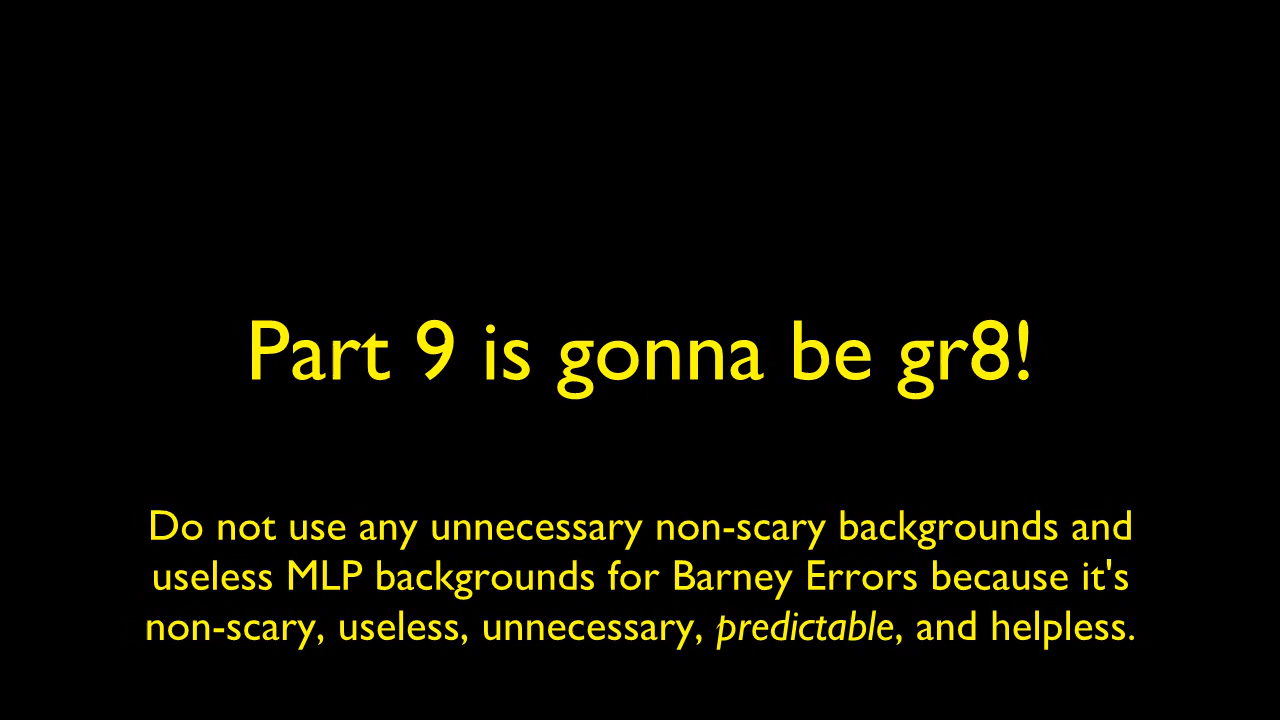 Part 9 is gonna be gr8!
Do not use any unnecessary non-scary backgrounds and
useless MLP backgrounds for Barney Errors because it's
non-scary, useless, unnecessary, predictable, and helpless.